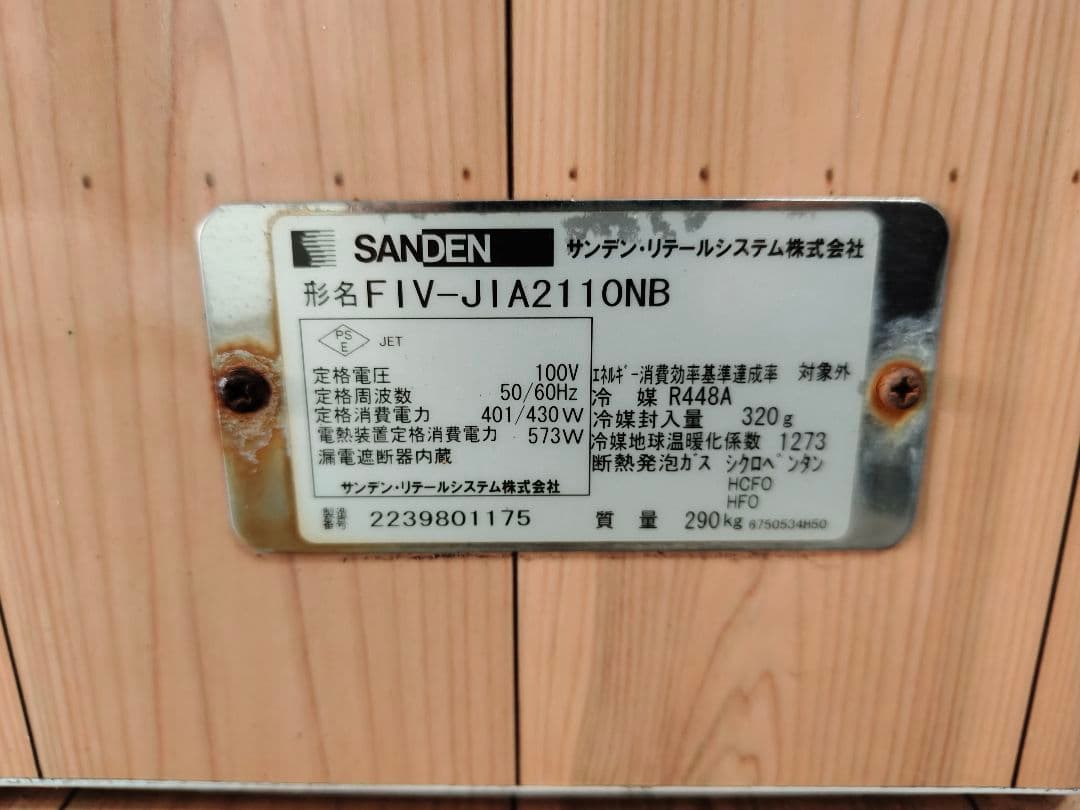 SANDEN サンデン・リテールシステム株式会社
形名 FIV-JIA2110NB
PS E JET
定格電圧 100V
定格周波数 50/60Hz
定格消費電力 401/430W
電熱装置定格消費電力 573W
漏電遮断器内蔵
サンデン・リテールシステム株式会社
エネルギー消費効率基準達成率 対象外
冷媒 R448A
冷媒封入量 320g
冷媒地球温暖化係数 1273
断熱発泡ガス シクロペンタン
HCFO
HFO
製造番号 2239801175
質量 290kg 6750534H50